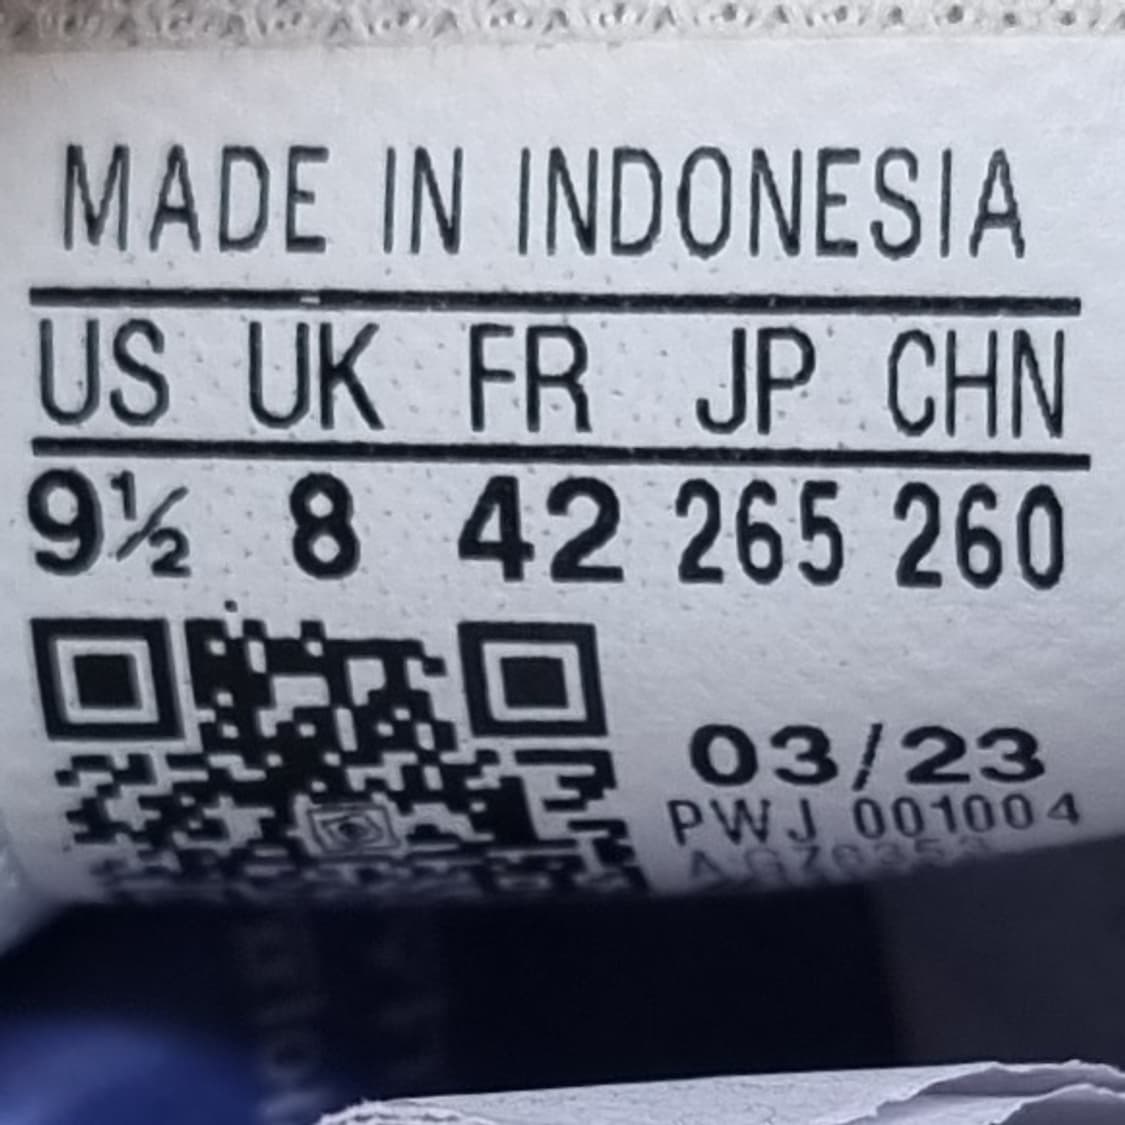 MADE IN INDONESIA
US UK FR JP CHN
9½ 8 42 265 260
03/23
PWJ 001004